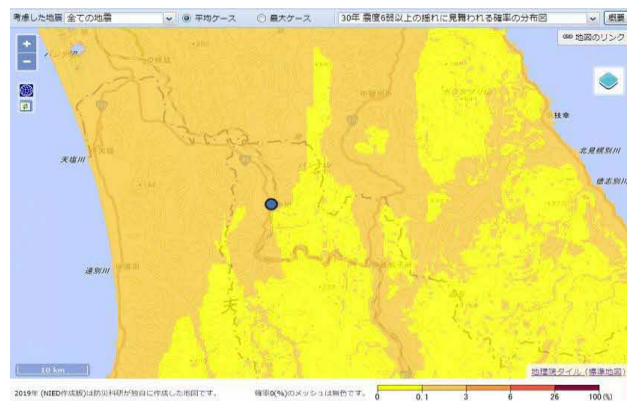 考慮した地震 全ての地震 平均ケース 最大ケース 30年 震度6弱以上の揺れに見舞われる確率の分布図 概要
地図のリンク
+
−
枝幸
北見幌別川
徳志別川
天塩川
遠別川
天
10 km
地理院タイル (標準地図)
2019年 (NIED作成版)は防災科研が独自に作成した地図です。 確率0(%)のメッシュは無色です。
0 0.1 3 6 26 100 (%)